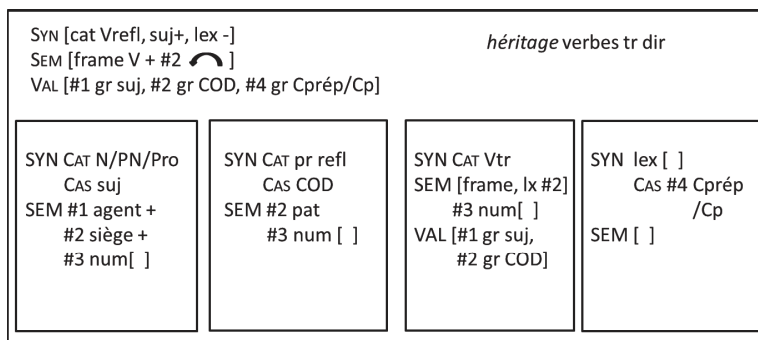 SYN [cat Vrefl, suj+, lex -]
héritage verbes tr dir
SEM [frame V + #2 ]
VAL [#1 gr suj, #2 gr COD, #4 gr Cprép/Cp]
SYN CAT N/PN/Pro
CAS suj
SEM #1 agent +
#2 siège +
#3 num[ ]
SYN CAT pr refl
CAS COD
SEM #2 pat
#3 num [ ]
SYN CAT Vtr
SEM [frame, lx #2]
#3 num[ ]
VAL [#1 gr suj,
#2 gr COD]
SYN lex [ ]
CAS #4 Cprép
/Cp
SEM [ ]